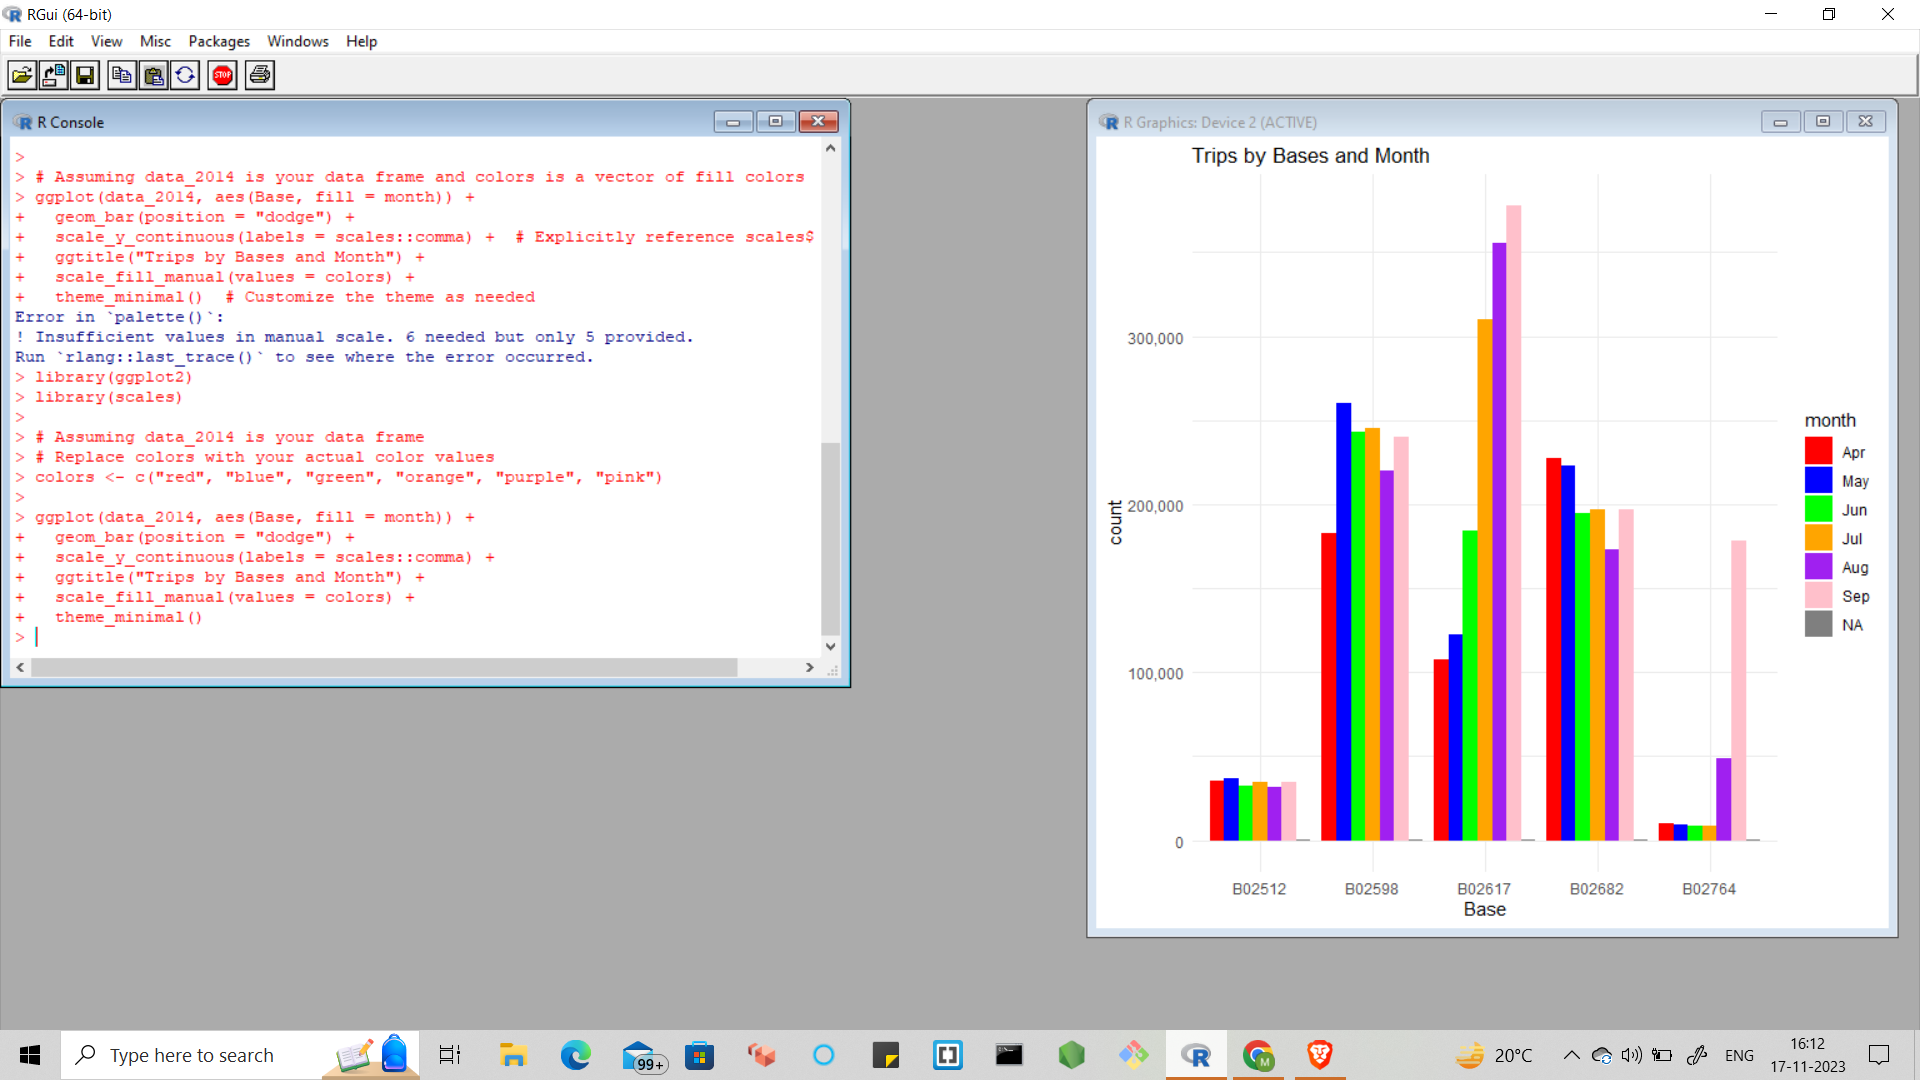 RGui (64-bit)
File Edit View Misc Packages Windows Help
STOP
R Console
>
> # Assuming data_2014 is your data frame and colors is a vector of fill colors
> ggplot(data_2014, aes(Base, fill = month)) +
+   geom_bar(position = "dodge") +
+   scale_y_continuous(labels = scales::comma) +  # Explicitly reference scales$
+   ggtitle("Trips by Bases and Month") +
+   scale_fill_manual(values = colors) +
+   theme_minimal()  # Customize the theme as needed
Error in `palette()`:
! Insufficient values in manual scale. 6 needed but only 5 provided.
Run `rlang::last_trace()` to see where the error occurred.
> library(ggplot2)
> library(scales)
>
> # Assuming data_2014 is your data frame
> # Replace colors with your actual color values
> colors <- c("red", "blue", "green", "orange", "purple", "pink")
>
> ggplot(data_2014, aes(Base, fill = month)) +
+   geom_bar(position = "dodge") +
+   scale_y_continuous(labels = scales::comma) +
+   ggtitle("Trips by Bases and Month") +
+   scale_fill_manual(values = colors) +
+   theme_minimal()
>
R Graphics: Device 2 (ACTIVE)
Trips by Bases and Month
300,000
200,000
100,000
0
count
B02512 B02598 B02617 B02682 B02764
Base
month
Apr
May
Jun
Jul
Aug
Sep
NA
Type here to search
99+
M
20°C
ENG
16:12
17-11-2023